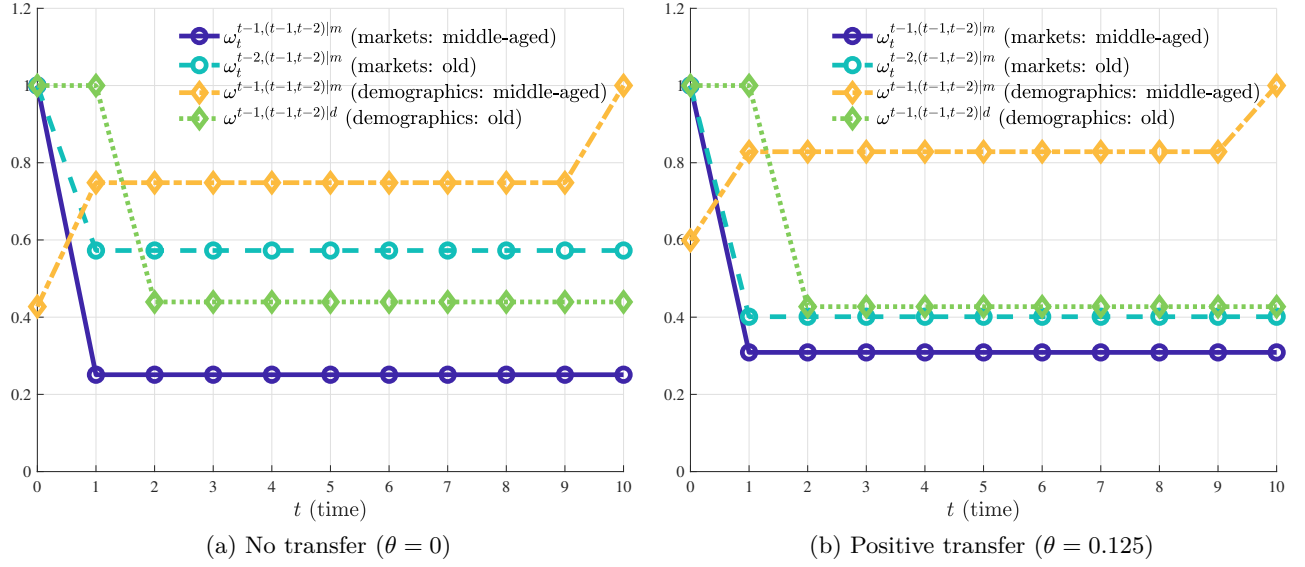 1.2
1
0.8
0.6
0.4
0.2
0
0 1 2 3 4 5 6 7 8 9 10
t (time)
ω_t^{t−1,(t−1,t−2)|m} (markets: middle-aged)
ω_t^{t−2,(t−1,t−2)|m} (markets: old)
ω^{t−1,(t−1,t−2)|m} (demographics: middle-aged)
ω^{t−1,(t−1,t−2)|d} (demographics: old)
(a) No transfer (θ = 0)
1.2
1
0.8
0.6
0.4
0.2
0
0 1 2 3 4 5 6 7 8 9 10
t (time)
ω_t^{t−1,(t−1,t−2)|m} (markets: middle-aged)
ω_t^{t−2,(t−1,t−2)|m} (markets: old)
ω^{t−1,(t−1,t−2)|m} (demographics: middle-aged)
ω^{t−1,(t−1,t−2)|d} (demographics: old)
(b) Positive transfer (θ = 0.125)